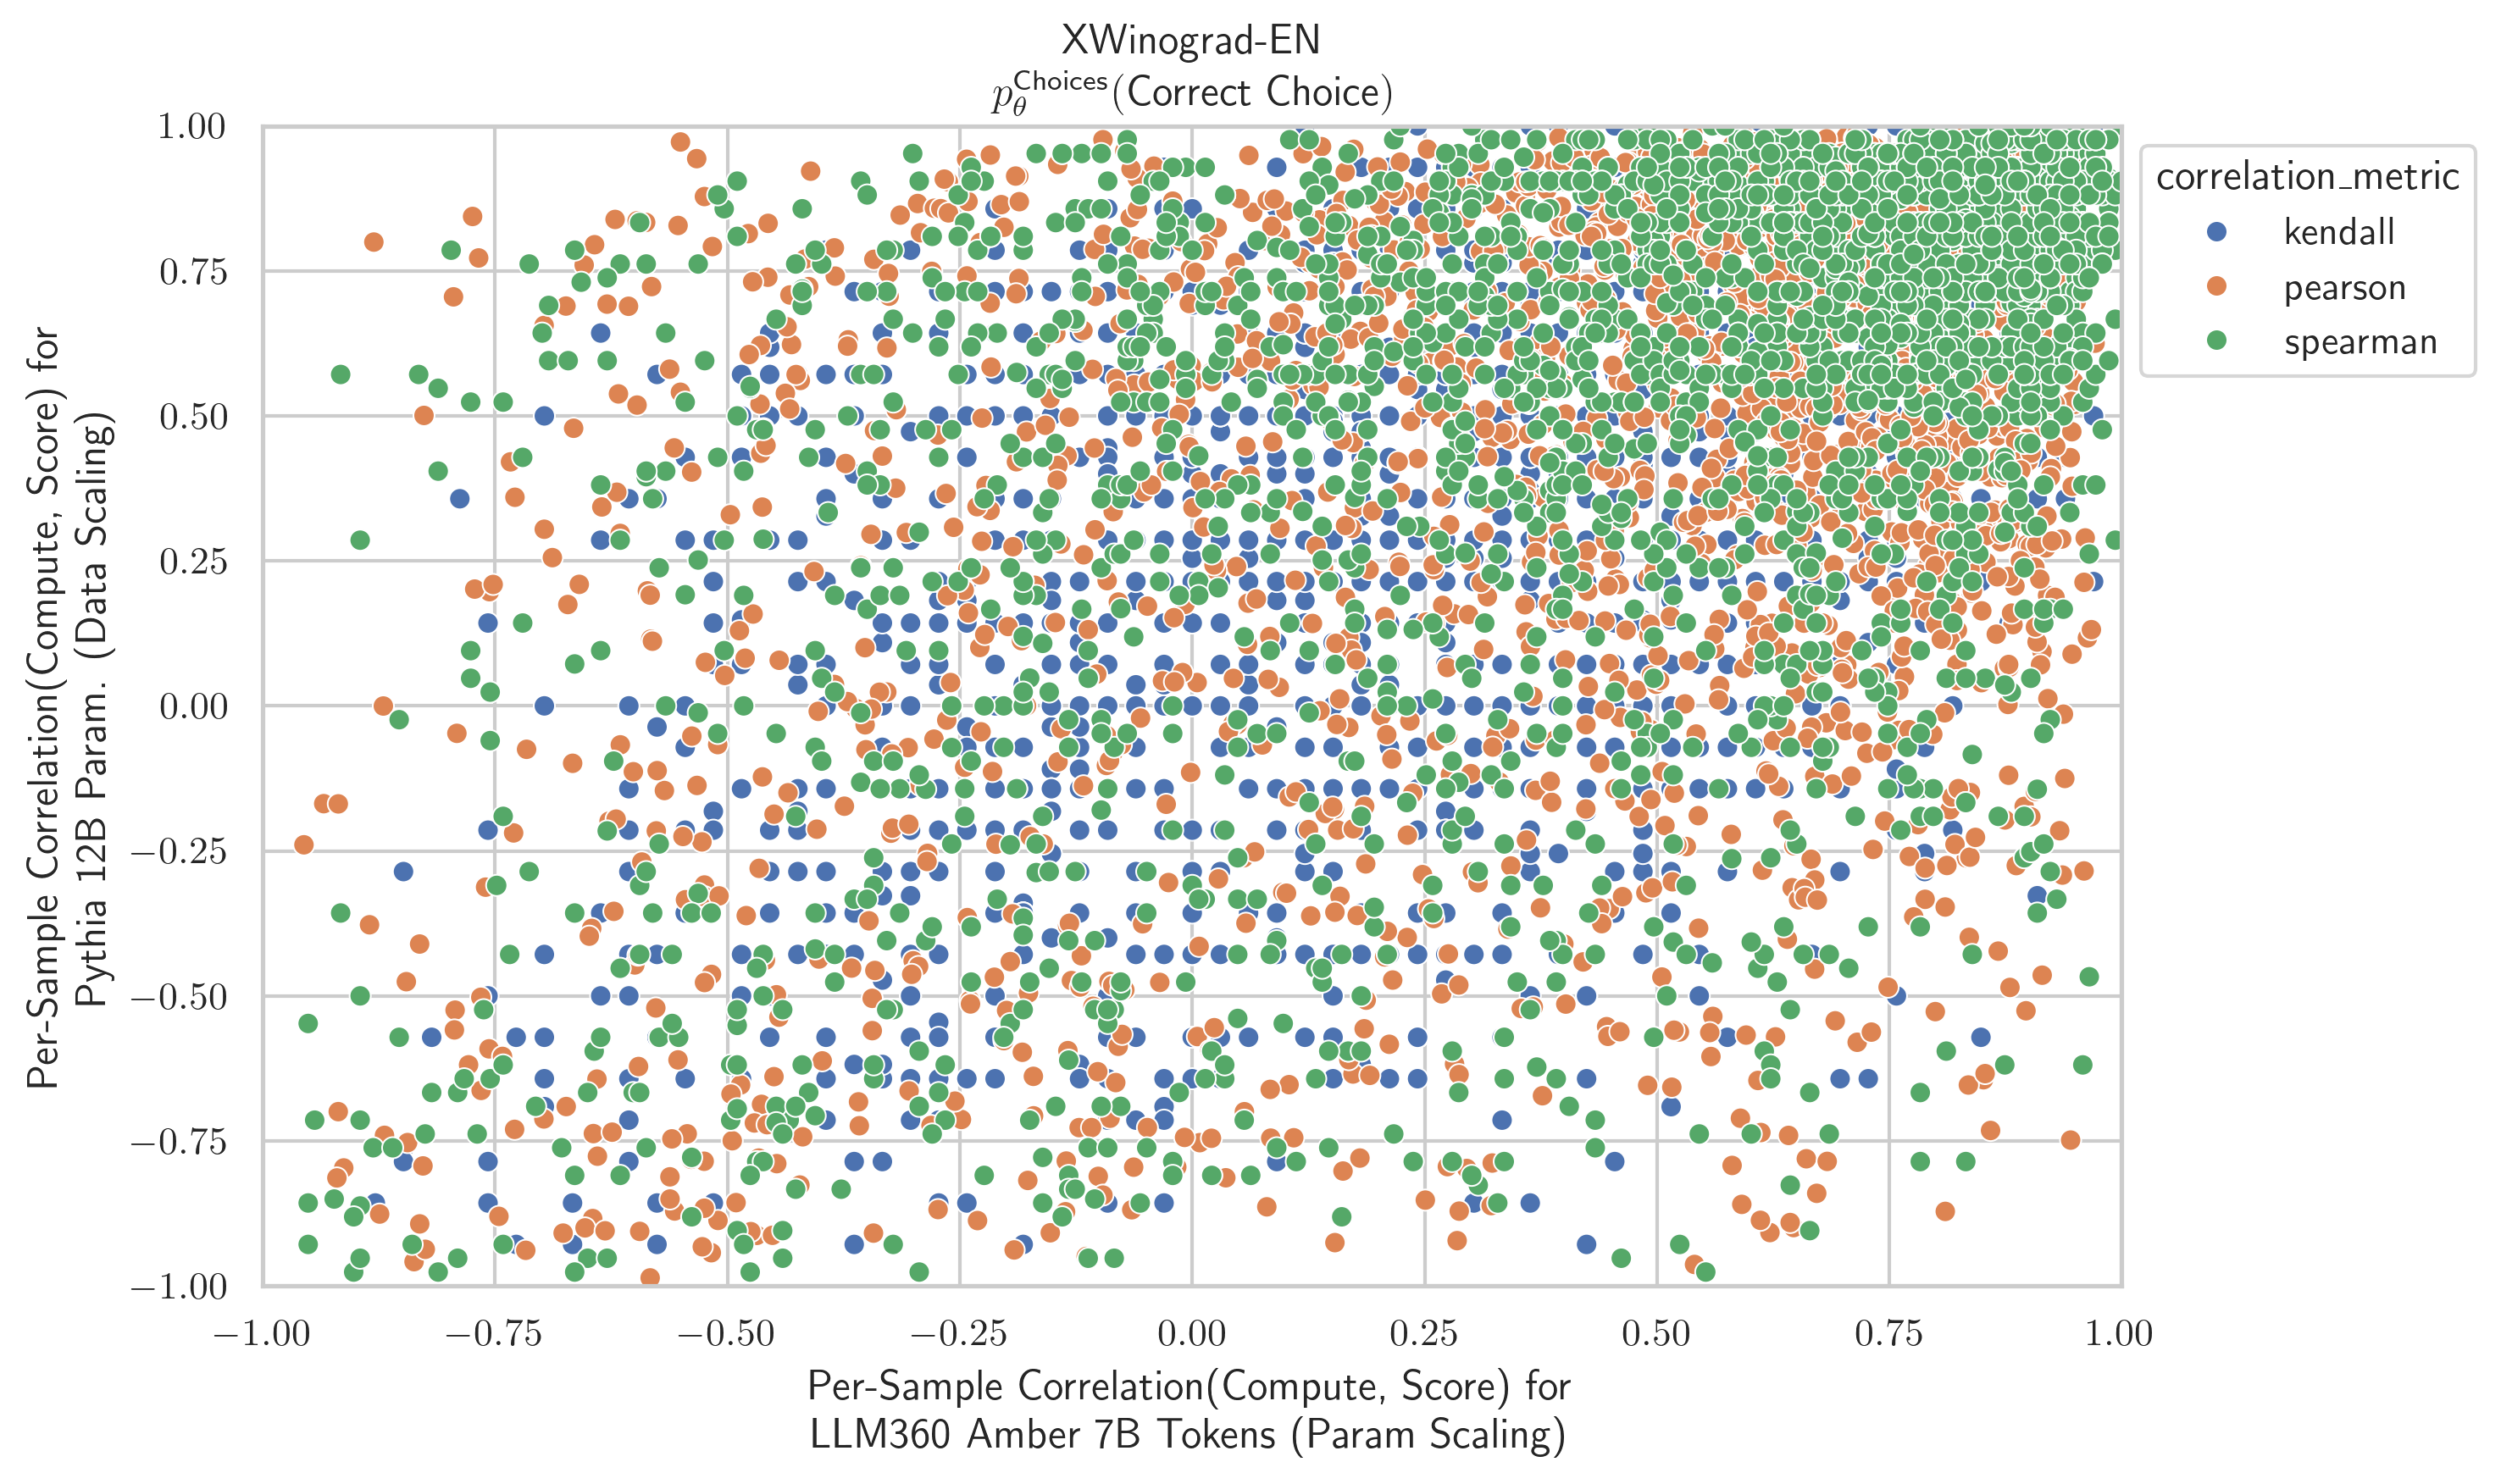 XWinograd-EN
p_θ^Choices(Correct Choice)
Per-Sample Correlation(Compute, Score) for
Pythia 12B Param. (Data Scaling)
1.00
0.75
0.50
0.25
0.00
−0.25
−0.50
−0.75
−1.00
−1.00 −0.75 −0.50 −0.25 0.00 0.25 0.50 0.75 1.00
Per-Sample Correlation(Compute, Score) for
LLM360 Amber 7B Tokens (Param Scaling)
correlation_metric
kendall
pearson
spearman